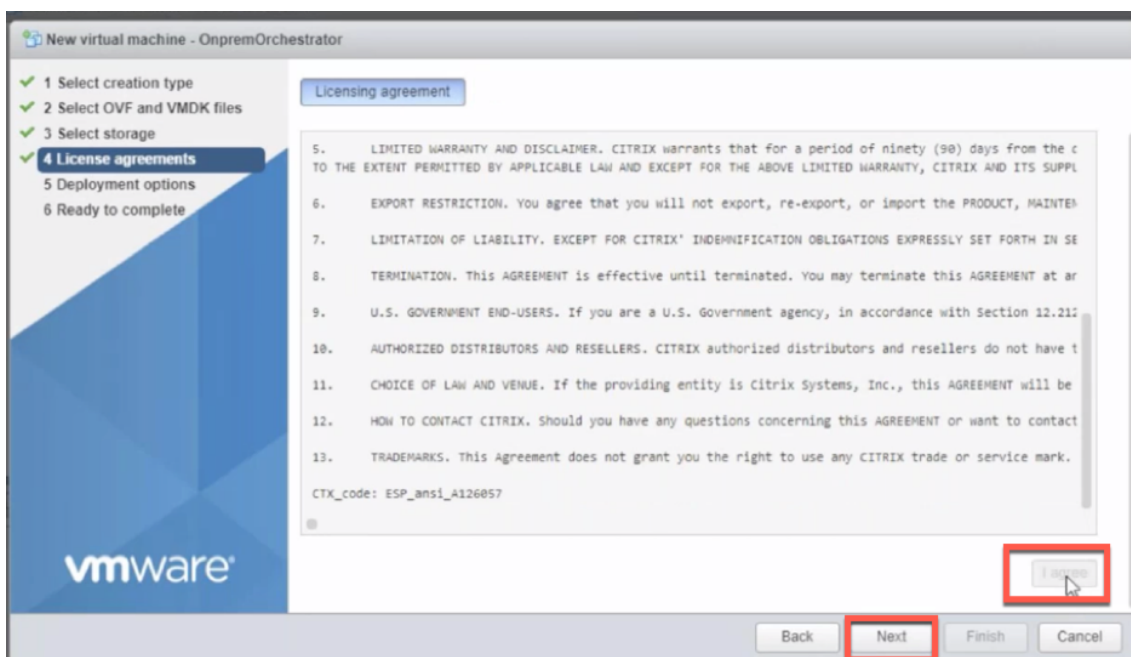 New virtual machine - OnpremOrchestrator
1 Select creation type
2 Select OVF and VMDK files
3 Select storage
4 License agreements
5 Deployment options
6 Ready to complete
vmware®
Licensing agreement
5. LIMITED WARRANTY AND DISCLAIMER. CITRIX warrants that for a period of ninety (90) days from the
TO THE EXTENT PERMITTED BY APPLICABLE LAW AND EXCEPT FOR THE ABOVE LIMITED WARRANTY, CITRIX AND ITS SUPPL
6. EXPORT RESTRICTION. You agree that you will not export, re-export, or import the PRODUCT, MAINTEN
7. LIMITATION OF LIABILITY. EXCEPT FOR CITRIX' INDEMNIFICATION OBLIGATIONS EXPRESSLY SET FORTH IN SE
8. TERMINATION. This AGREEMENT is effective until terminated. You may terminate this AGREEMENT at
9. U.S. GOVERNMENT END-USERS. If you are a U.S. Government agency, in accordance with Section 12.212
10. AUTHORIZED DISTRIBUTORS AND RESELLERS. CITRIX authorized distributors and resellers do not have t
11. CHOICE OF LAW AND VENUE. If the providing entity is Citrix Systems, Inc., this AGREEMENT will be
12. HOW TO CONTACT CITRIX. Should you have any questions concerning this AGREEMENT or want to contact
13. TRADEMARKS. This Agreement does not grant you the right to use any CITRIX trade or service mark.
CTX_code: ESP_ansi_A126057
I agree
Back
Next
Finish
Cancel